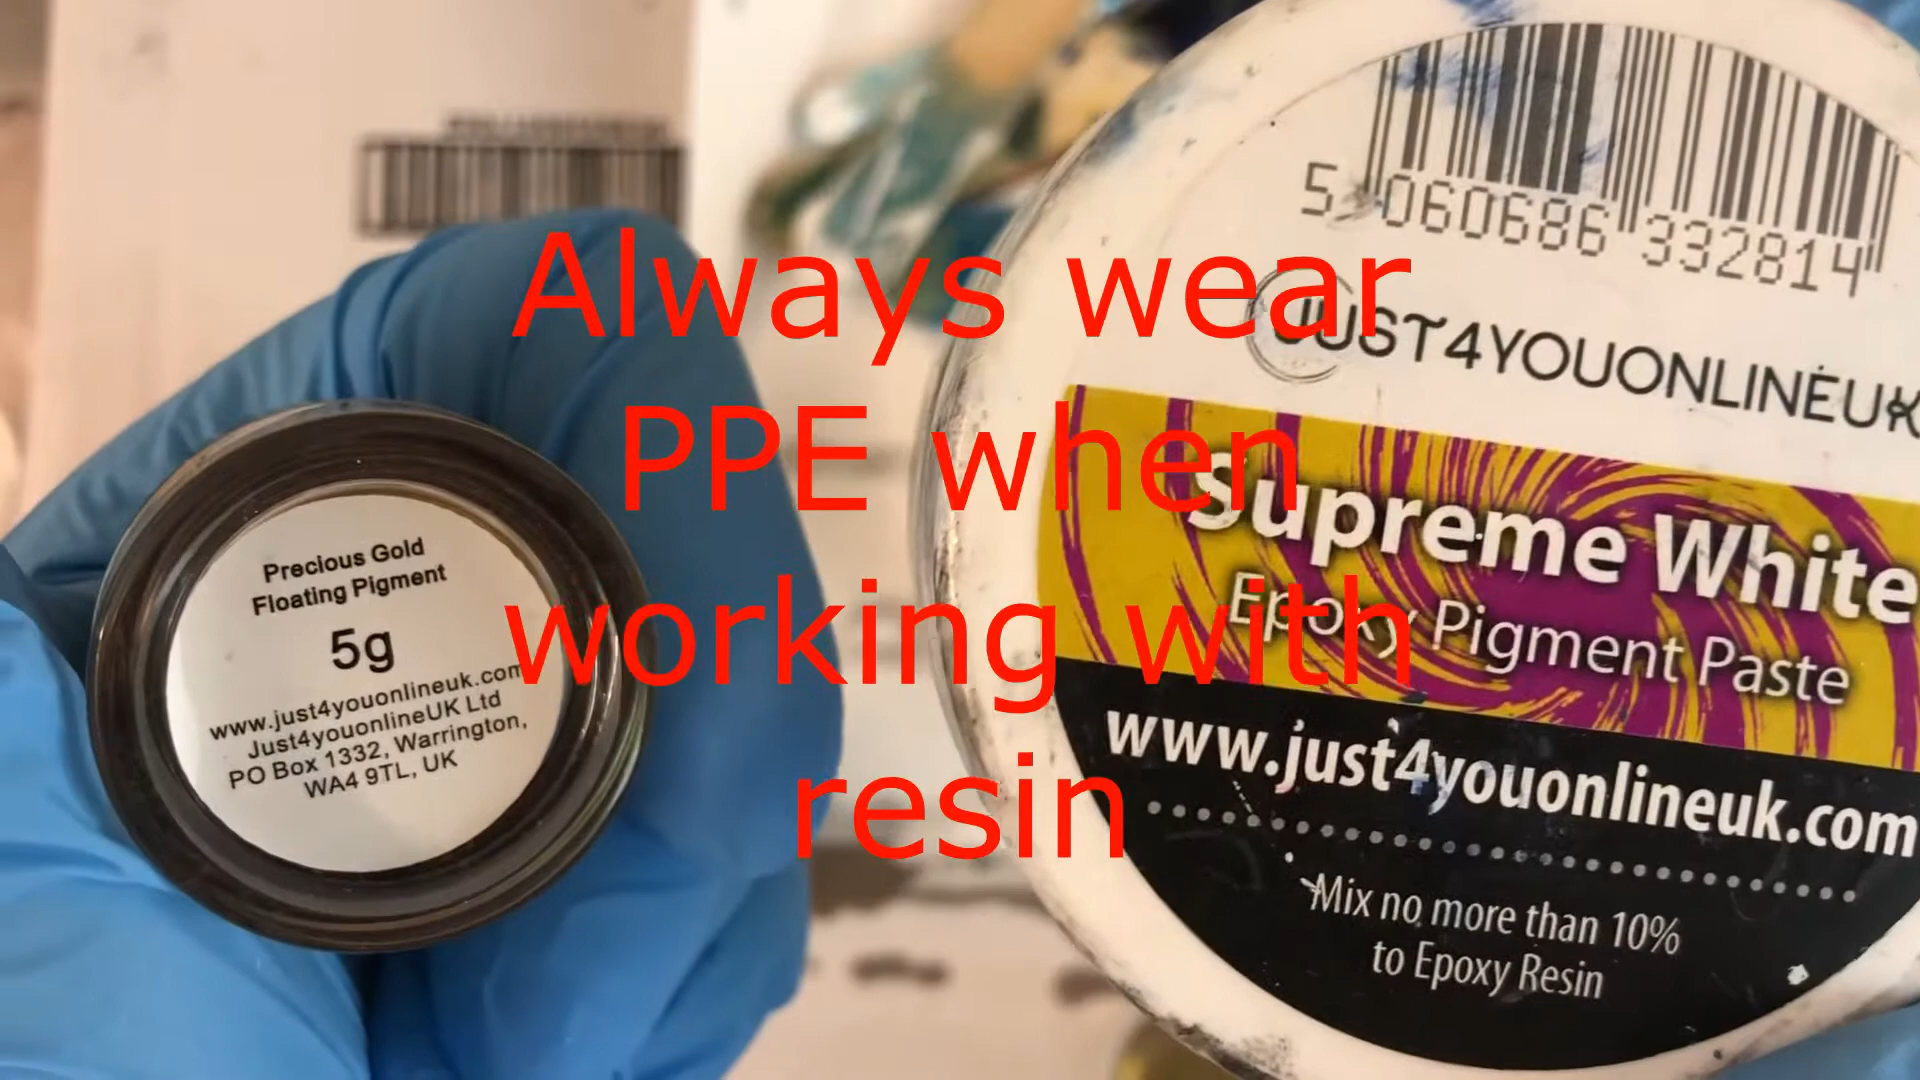 Always wear
PPE when
working with
resin
Precious Gold
Floating Pigment
5g
www.just4youonlineuk.com
Just4youonlineUK Ltd
PO Box 1332, Warrington,
WA4 9TL, UK
5 060686 332814
JUST4YOUONLINEUK
Supreme White
Epoxy Pigment Paste
www.just4youonlineuk.com
Mix no more than 10%
to Epoxy Resin